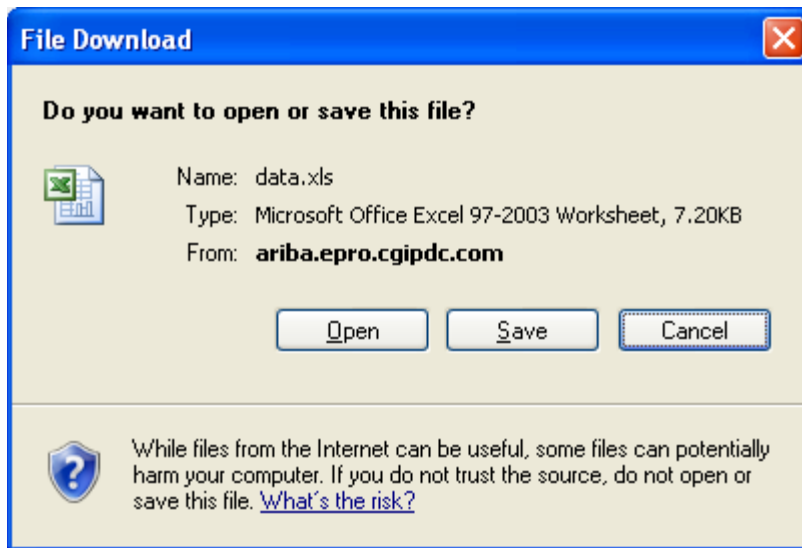 File Download
Do you want to open or save this file?
Name: data.xls
Type: Microsoft Office Excel 97-2003 Worksheet, 7.20KB
From: ariba.epro.cgipdc.com
Open Save Cancel
While files from the Internet can be useful, some files can potentially
harm your computer. If you do not trust the source, do not open or
save this file. What's the risk?